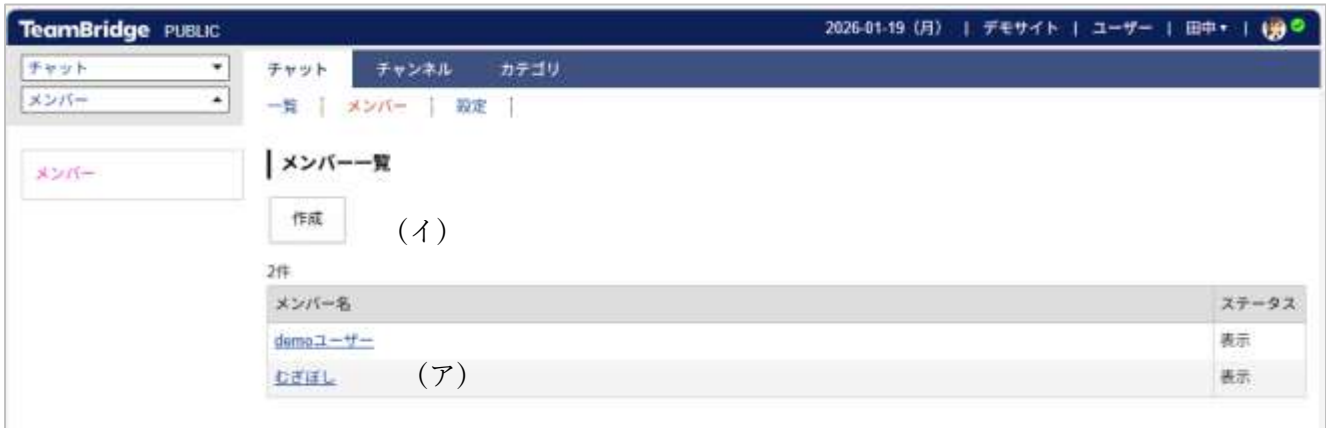 TeamBridge PUBLIC 2026-01-19（月） | デモサイト | ユーザー | 田中▾ |
チャット ▼
メンバー ▲
チャット チャンネル カテゴリ
一覧 | メンバー | 設定 |
メンバー
メンバー一覧
作成
（イ）
2件
メンバー名 ステータス
demoユーザー 表示
むぎぼし （ア） 表示